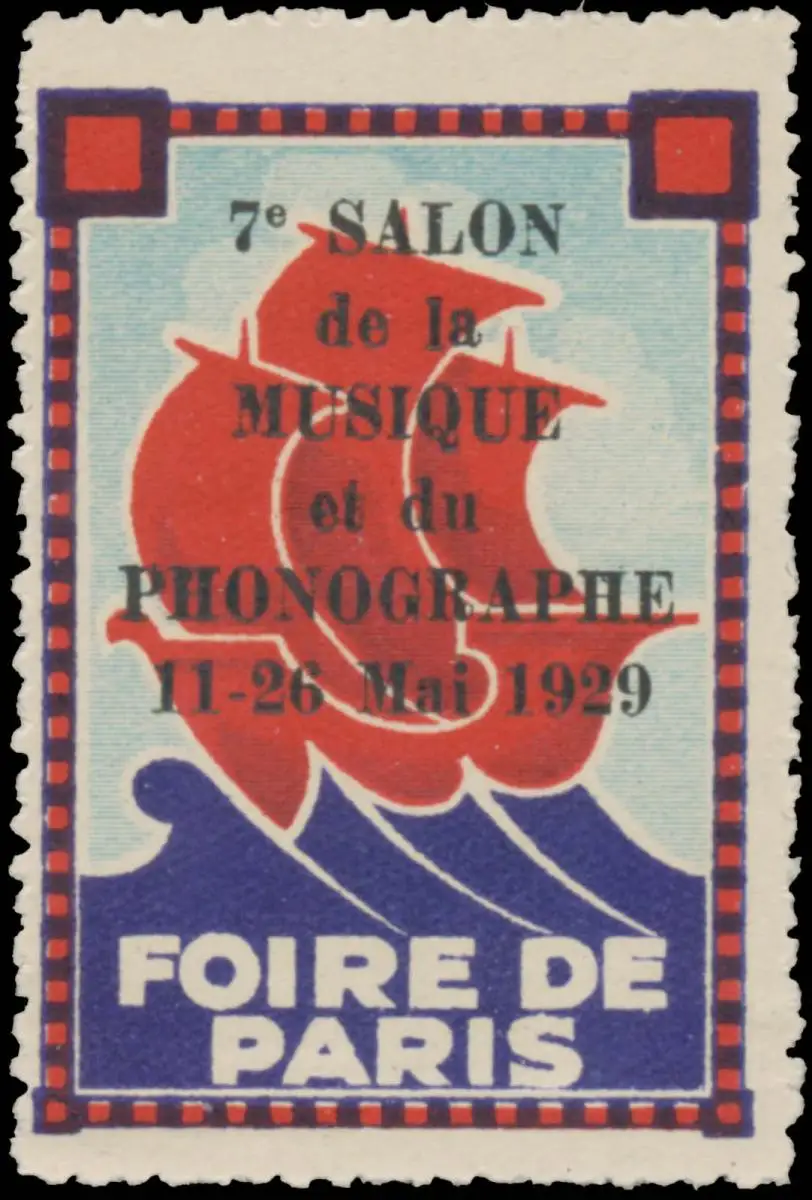 7e SALON
de la
MUSIQUE
et du
PHONOGRAPHE
11-26 Mai 1929
FOIRE DE
PARIS